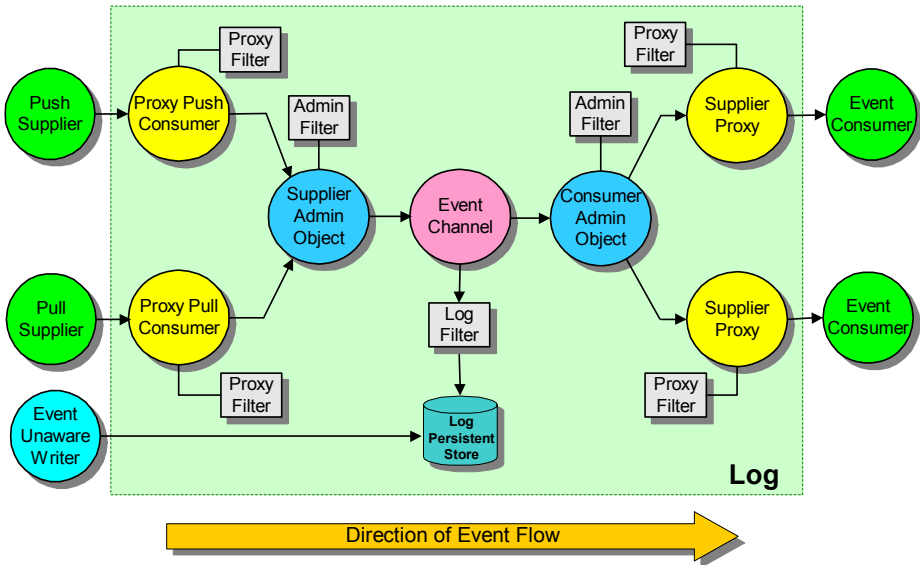 Proxy
Filter
Proxy
Filter
Push
Supplier
Proxy Push
Consumer
Admin
Filter
Admin
Filter
Supplier
Proxy
Event
Consumer
Supplier
Admin
Object
Event
Channel
Consumer
Admin
Object
Pull
Supplier
Proxy Pull
Consumer
Log
Filter
Supplier
Proxy
Event
Consumer
Proxy
Filter
Proxy
Filter
Event
Unaware
Writer
Log
Persistent
Store
Log
Direction of Event Flow